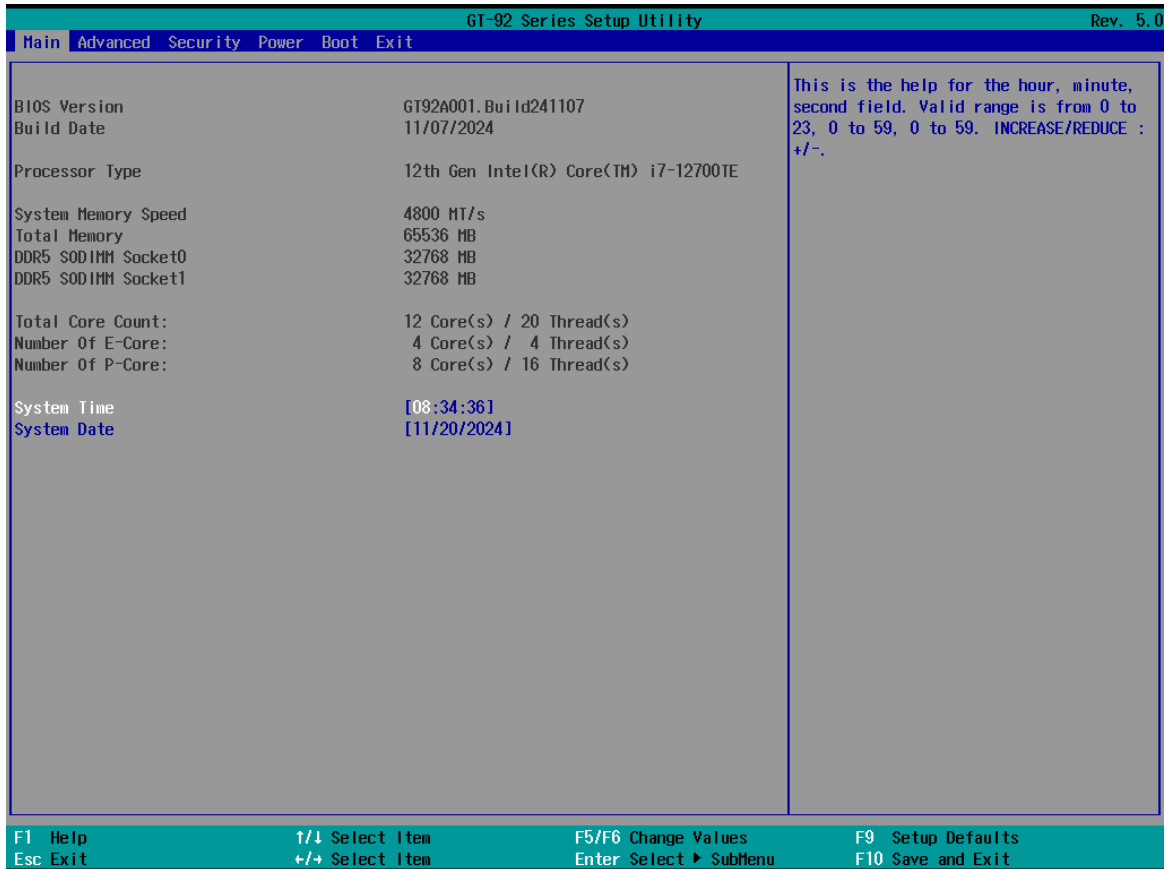 GT-92 Series Setup Utility Rev. 5.0
Main Advanced Security Power Boot Exit
BIOS Version GT92A001.Build241107
Build Date 11/07/2024
Processor Type 12th Gen Intel(R) Core(TM) i7-12700TE
System Memory Speed 4800 MT/s
Total Memory 65536 MB
DDR5 SODIMM Socket0 32768 MB
DDR5 SODIMM Socket1 32768 MB
Total Core Count: 12 Core(s) / 20 Thread(s)
Number Of E-Core: 4 Core(s) / 4 Thread(s)
Number Of P-Core: 8 Core(s) / 16 Thread(s)
System Time [08:34:36]
System Date [11/20/2024]
This is the help for the hour, minute,
second field. Valid range is from 0 to
23, 0 to 59, 0 to 59. INCREASE/REDUCE :
+/-.
F1 Help ↑/↓ Select Item F5/F6 Change Values F9 Setup Defaults
Esc Exit ←/→ Select Item Enter Select ▶ SubMenu F10 Save and Exit